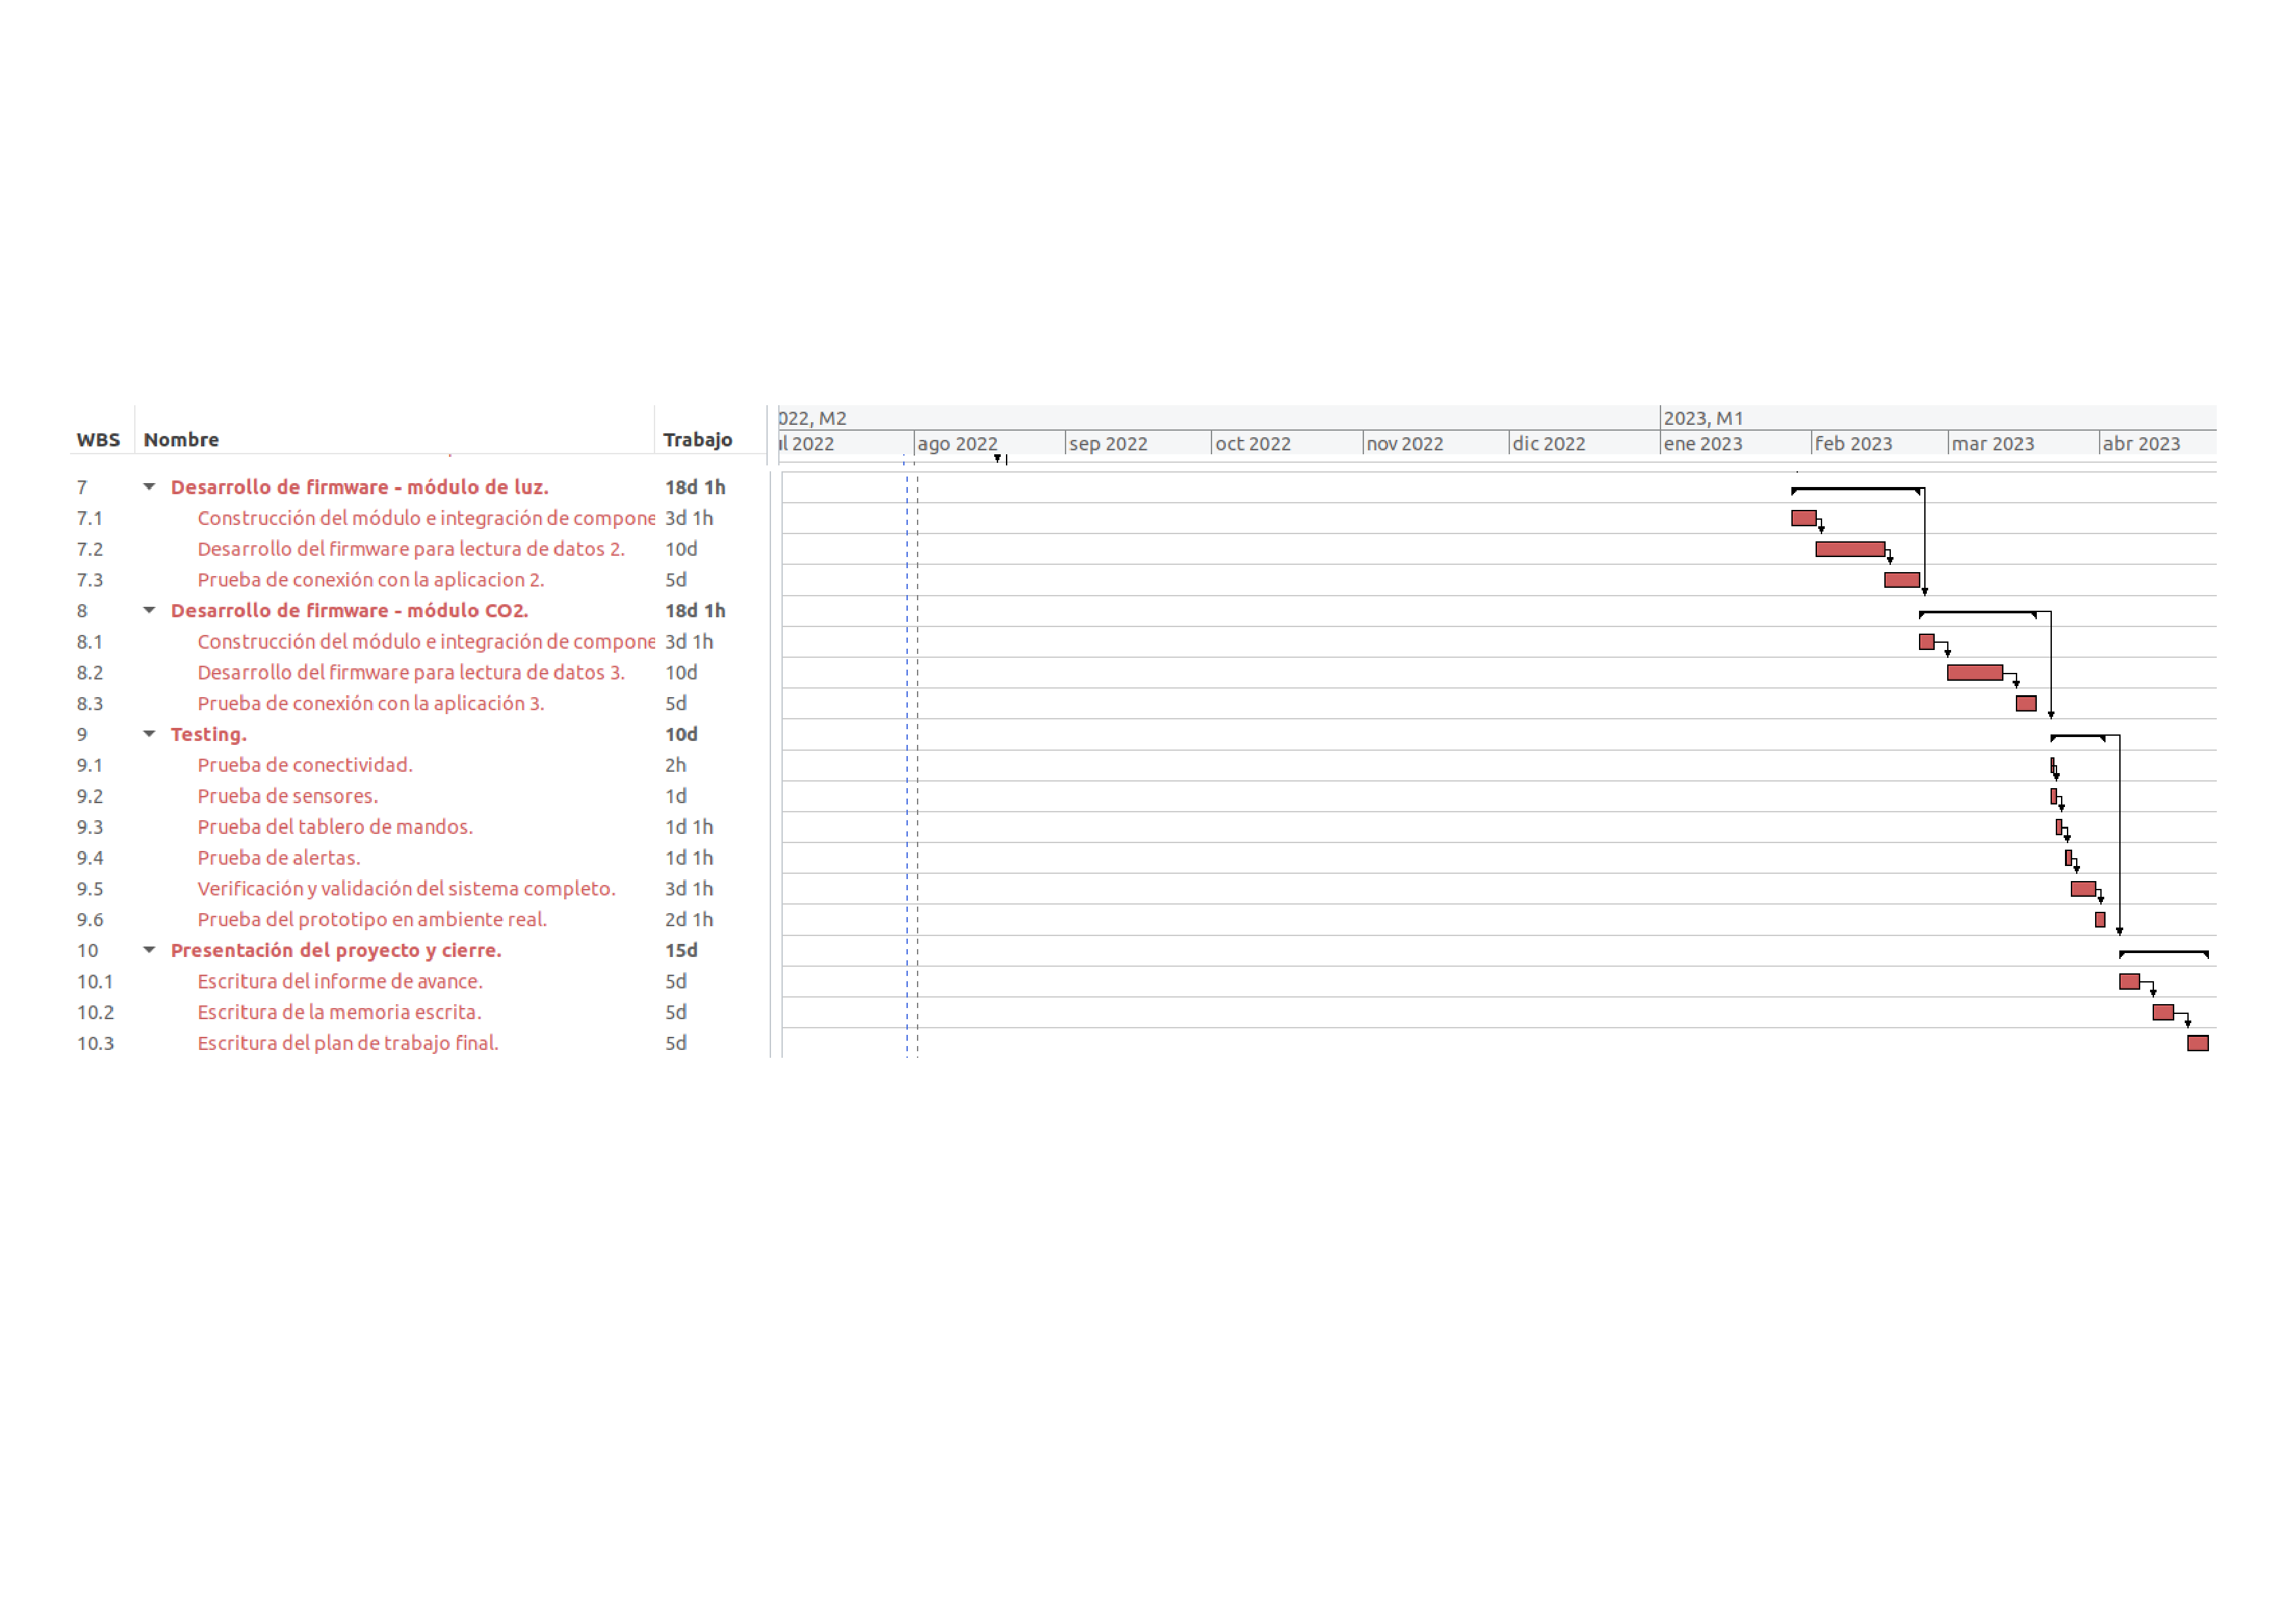 022, M2 2023, M1
WBS Nombre Trabajo
ul 2022 ago 2022 sep 2022 oct 2022 nov 2022 dic 2022 ene 2023 feb 2023 mar 2023 abr 2023
7 Desarrollo de firmware - módulo de luz. 18d 1h
7.1 Construcción del módulo e integración de compone 3d 1h
7.2 Desarrollo del firmware para lectura de datos 2. 10d
7.3 Prueba de conexión con la aplicacion 2. 5d
8 Desarrollo de firmware - módulo CO2. 18d 1h
8.1 Construcción del módulo e integración de compone 3d 1h
8.2 Desarrollo del firmware para lectura de datos 3. 10d
8.3 Prueba de conexión con la aplicación 3. 5d
9 Testing. 10d
9.1 Prueba de conectividad. 2h
9.2 Prueba de sensores. 1d
9.3 Prueba del tablero de mandos. 1d 1h
9.4 Prueba de alertas. 1d 1h
9.5 Verificación y validación del sistema completo. 3d 1h
9.6 Prueba del prototipo en ambiente real. 2d 1h
10 Presentación del proyecto y cierre. 15d
10.1 Escritura del informe de avance. 5d
10.2 Escritura de la memoria escrita. 5d
10.3 Escritura del plan de trabajo final. 5d